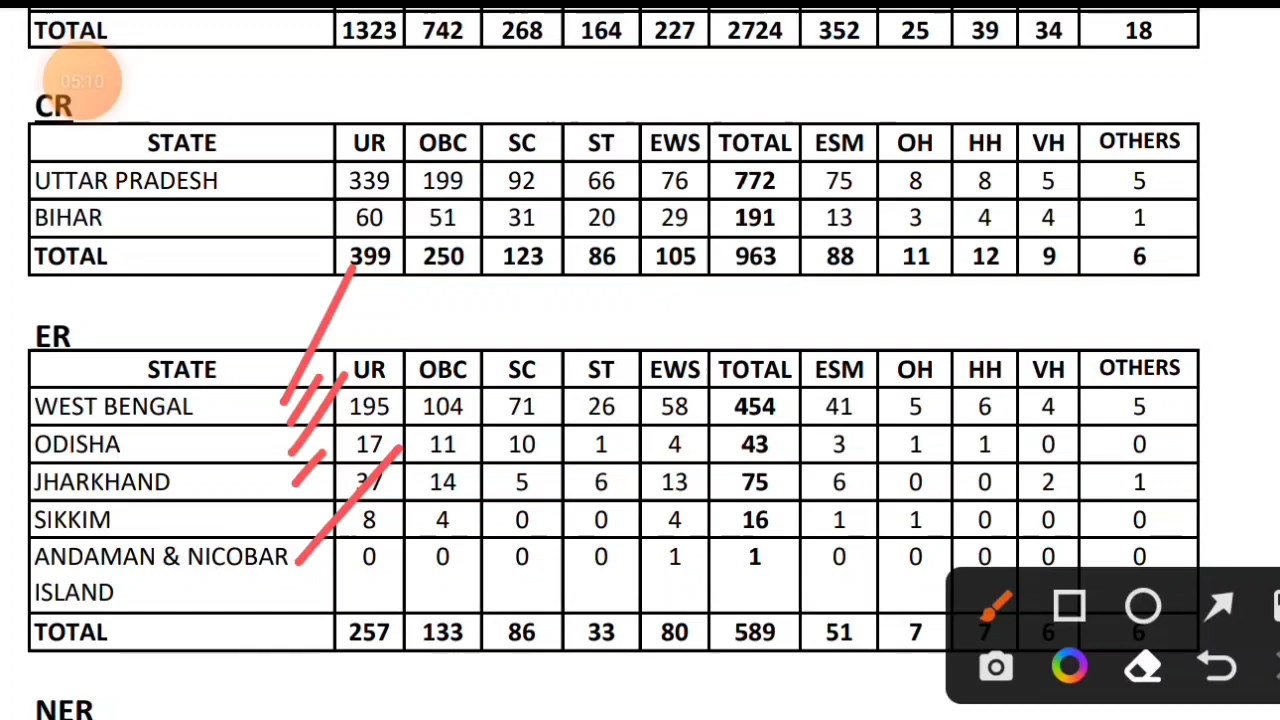 TOTAL 1323 742 268 164 227 2724 352 25 39 34 18
05:10
CR
STATE UR OBC SC ST EWS TOTAL ESM OH HH VH OTHERS
UTTAR PRADESH 339 199 92 66 76 772 75 8 8 5 5
BIHAR 60 51 31 20 29 191 13 3 4 4 1
TOTAL 399 250 123 86 105 963 88 11 12 9 6
ER
STATE UR OBC SC ST EWS TOTAL ESM OH HH VH OTHERS
WEST BENGAL 195 104 71 26 58 454 41 5 6 4 5
ODISHA 17 11 10 1 4 43 3 1 1 0 0
JHARKHAND 37 14 5 6 13 75 6 0 0 2 1
SIKKIM 8 4 0 0 4 16 1 1 0 0 0
ANDAMAN & NICOBAR 0 0 0 0 1 1 0 0 0 0 0
ISLAND
TOTAL 257 133 86 33 80 589 51 7 7 6 6
NER